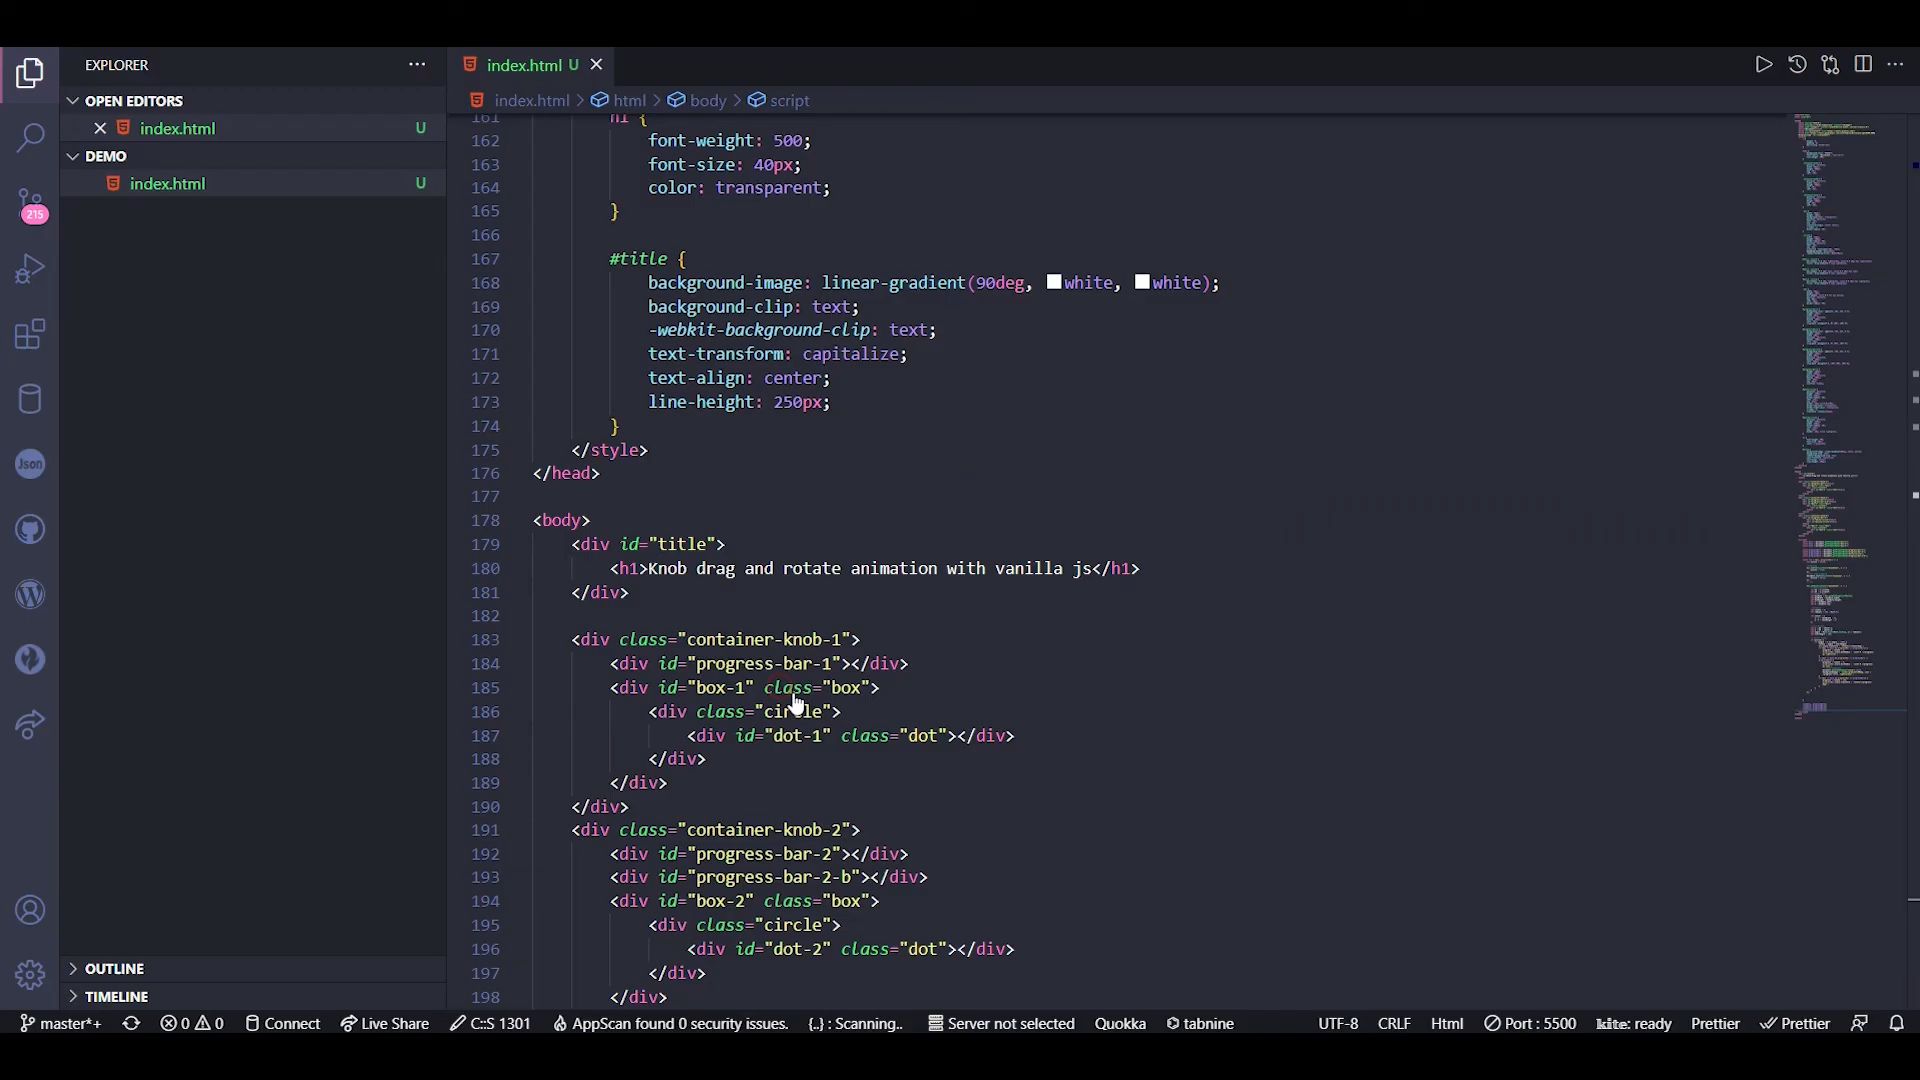 EXPLORER
OPEN EDITORS
index.html U
DEMO
index.html U
215
Json
OUTLINE
TIMELINE
index.html U
index.html > html > body > script
161 h1 {
162 font-weight: 500;
163 font-size: 40px;
164 color: transparent;
165 }
166
167 #title {
168 background-image: linear-gradient(90deg, white, white);
169 background-clip: text;
170 -webkit-background-clip: text;
171 text-transform: capitalize;
172 text-align: center;
173 line-height: 250px;
174 }
175 </style>
176 </head>
177
178 <body>
179 <div id="title">
180 <h1>Knob drag and rotate animation with vanilla js</h1>
181 </div>
182
183 <div class="container-knob-1">
184 <div id="progress-bar-1"></div>
185 <div id="box-1" class="box">
186 <div class="circle">
187 <div id="dot-1" class="dot"></div>
188 </div>
189 </div>
190 </div>
191 <div class="container-knob-2">
192 <div id="progress-bar-2"></div>
193 <div id="progress-bar-2-b"></div>
194 <div id="box-2" class="box">
195 <div class="circle">
196 <div id="dot-2" class="dot"></div>
197 </div>
198 </div>
master*+ 0 0 Connect Live Share C::S 1301 AppScan found 0 security issues. {..} : Scanning.. Server not selected Quokka tabnine UTF-8 CRLF Html Port : 5500 kite: ready Prettier Prettier